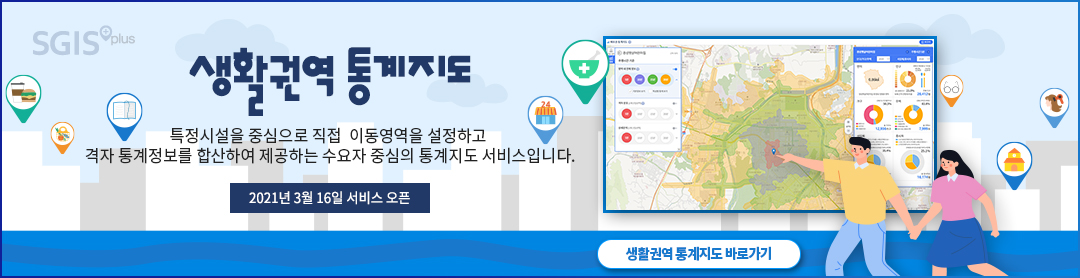 SGIS plus
생활권역 통계지도
특정시설을 중심으로 직접 이동영역을 설정하고
격자 통계정보를 합산하여 제공하는 수요자 중심의 통계지도 서비스입니다.
2021년 3월 16일 서비스 오픈
24
생활권역 통계지도 바로가기